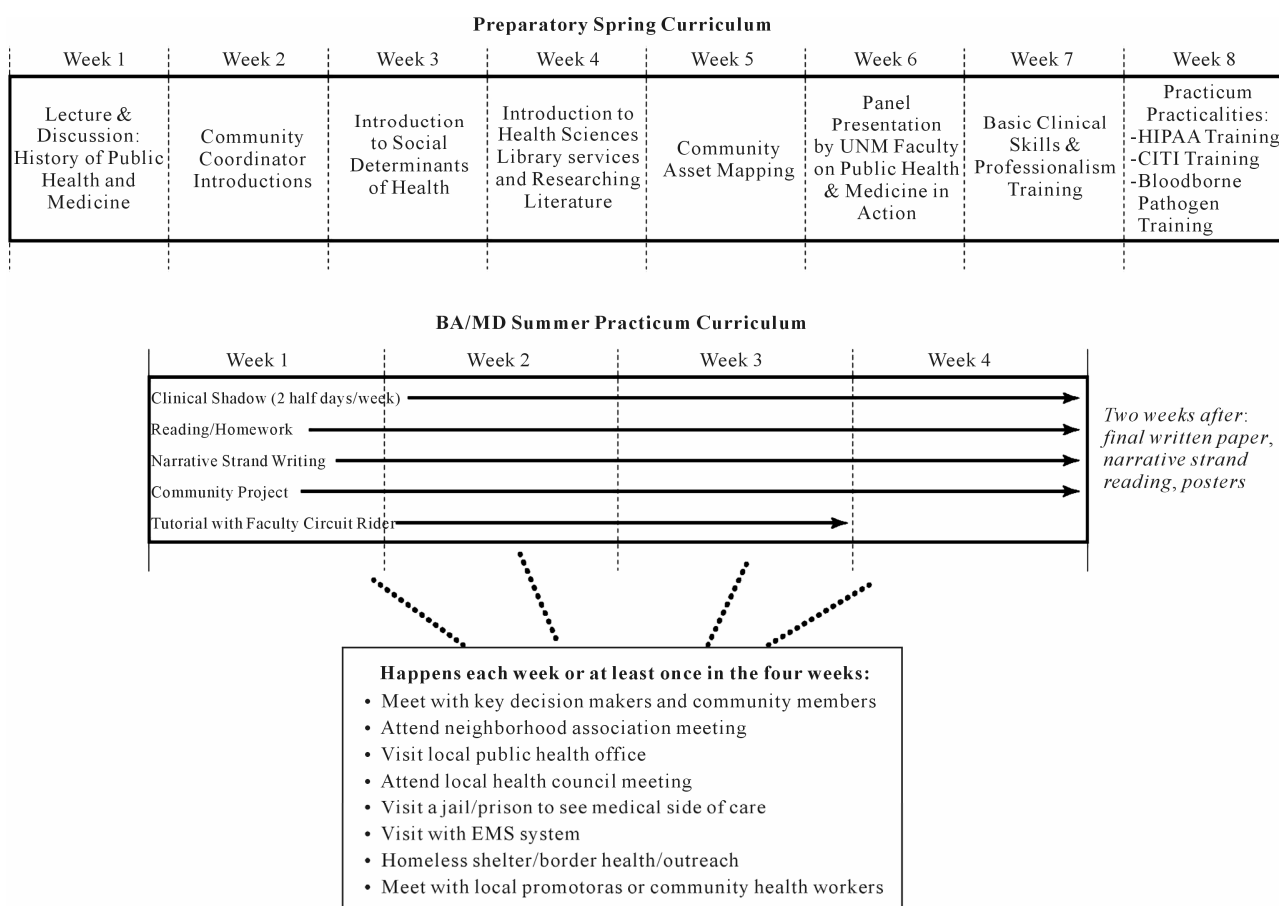 Preparatory Spring Curriculum
Week 1 Week 2 Week 3 Week 4 Week 5 Week 6 Week 7 Week 8
Lecture &
Discussion:
History of Public
Health and
Medicine
Community
Coordinator
Introductions
Introduction
to Social
Determinants
of Health
Introduction to
Health Sciences
Library services
and Researching
Literature
Community
Asset Mapping
Panel
Presentation
by UNM Faculty
on Public Health
& Medicine in
Action
Basic Clinical
Skills &
Professionalism
Training
Practicum
Practicalities:
-HIPAA Training
-CITI Training
-Bloodborne
Pathogen
Training
BA/MD Summer Practicum Curriculum
Week 1 Week 2 Week 3 Week 4
Clinical Shadow (2 half days/week)
Reading/Homework
Narrative Strand Writing
Community Project
Tutorial with Faculty Circuit Rider
Two weeks after:
final written paper,
narrative strand
reading, posters
Happens each week or at least once in the four weeks:
• Meet with key decision makers and community members
• Attend neighborhood association meeting
• Visit local public health office
• Attend local health council meeting
• Visit a jail/prison to see medical side of care
• Visit with EMS system
• Homeless shelter/border health/outreach
• Meet with local promotoras or community health workers